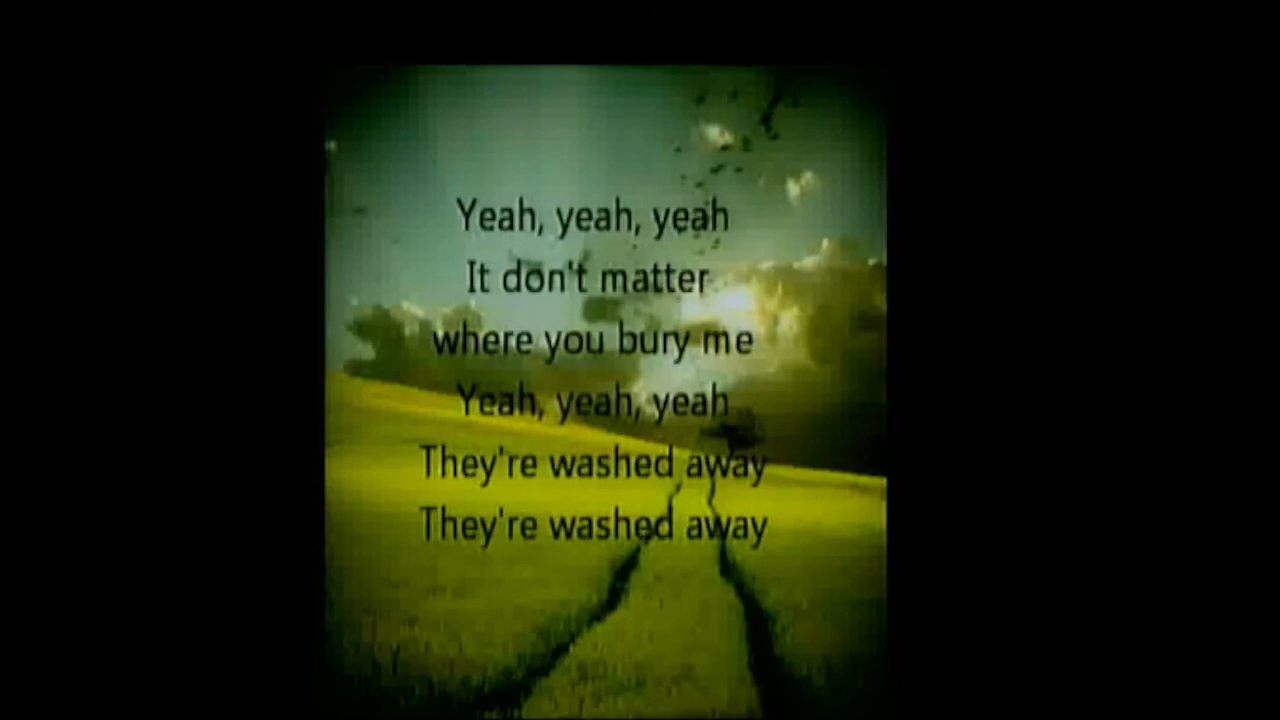 Yeah, yeah, yeah
It don't matter
where you bury me
Yeah, yeah, yeah
They're washed away
They're washed away